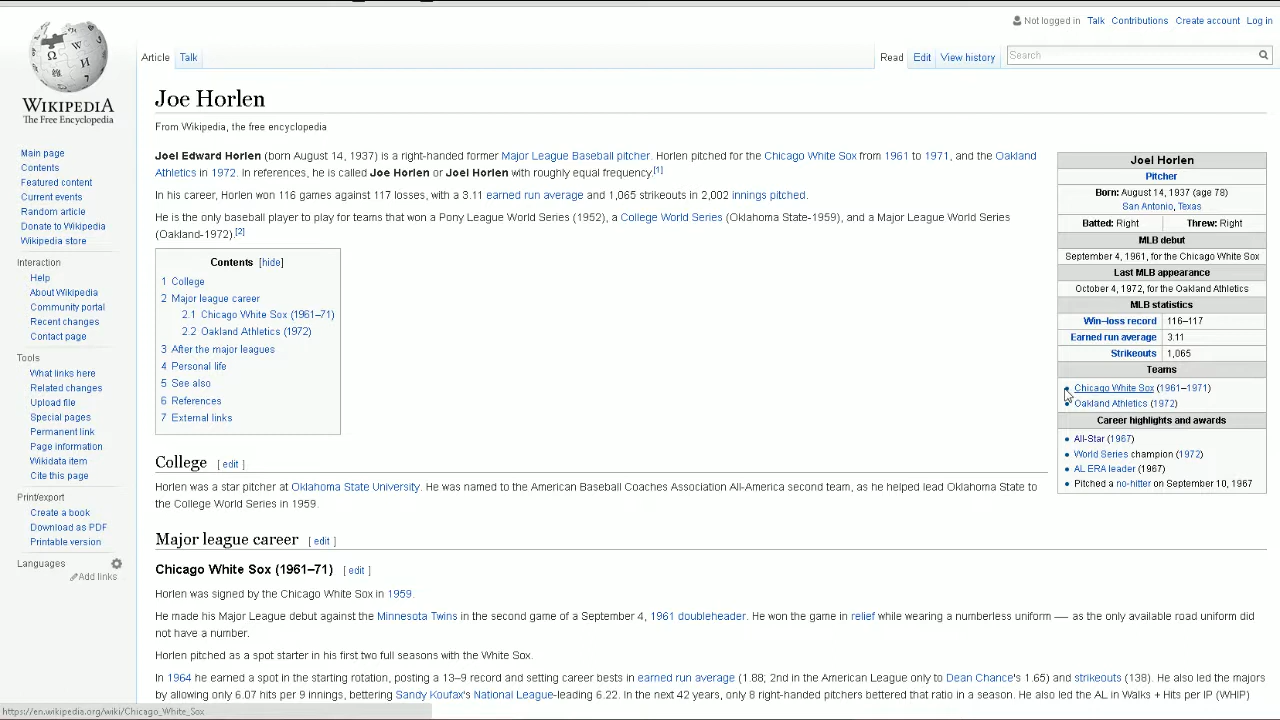 Not logged in Talk Contributions Create account Log in
Article Talk Read Edit View history Search
WIKIPEDIA
The Free Encyclopedia
Main page
Contents
Featured content
Current events
Random article
Donate to Wikipedia
Wikipedia store
Interaction
Help
About Wikipedia
Community portal
Recent changes
Contact page
Tools
What links here
Related changes
Upload file
Special pages
Permanent link
Page information
Wikidata item
Cite this page
Print/export
Create a book
Download as PDF
Printable version
Languages
Add links
Joe Horlen
From Wikipedia, the free encyclopedia
Joel Edward Horlen (born August 14, 1937) is a right-handed former Major League Baseball pitcher. Horlen pitched for the Chicago White Sox from 1961 to 1971, and the Oakland
Athletics in 1972. In references, he is called Joe Horlen or Joel Horlen with roughly equal frequency.[1]
In his career, Horlen won 116 games against 117 losses, with a 3.11 earned run average and 1,065 strikeouts in 2,002 innings pitched.
He is the only baseball player to play for teams that won a Pony League World Series (1952), a College World Series (Oklahoma State-1959), and a Major League World Series
(Oakland-1972).[2]
Contents [hide]
1 College
2 Major league career
2.1 Chicago White Sox (1961–71)
2.2 Oakland Athletics (1972)
3 After the major leagues
4 Personal life
5 See also
6 References
7 External links
Joel Horlen
Pitcher
Born: August 14, 1937 (age 78)
San Antonio, Texas
Batted: Right Threw: Right
MLB debut
September 4, 1961, for the Chicago White Sox
Last MLB appearance
October 4, 1972, for the Oakland Athletics
MLB statistics
Win–loss record 116–117
Earned run average 3.11
Strikeouts 1,065
Teams
Chicago White Sox (1961–1971)
Oakland Athletics (1972)
Career highlights and awards
All-Star (1967)
World Series champion (1972)
AL ERA leader (1967)
Pitched a no-hitter on September 10, 1967
College [ edit ]
Horlen was a star pitcher at Oklahoma State University. He was named to the American Baseball Coaches Association All-America second team, as he helped lead Oklahoma State to
the College World Series in 1959.
Major league career [ edit ]
Chicago White Sox (1961–71) [ edit ]
Horlen was signed by the Chicago White Sox in 1959.
He made his Major League debut against the Minnesota Twins in the second game of a September 4, 1961 doubleheader. He won the game in relief while wearing a numberless uniform — as the only available road uniform did
not have a number.
Horlen pitched as a spot starter in his first two full seasons with the White Sox.
In 1964 he earned a spot in the starting rotation, posting a 13–9 record and setting career bests in earned run average (1.88; 2nd in the American League only to Dean Chance's 1.65) and strikeouts (138). He also led the majors
by allowing only 6.07 hits per 9 innings, bettering Sandy Koufax's National League-leading 6.22. In the next 42 years, only 8 right-handed pitchers bettered that ratio in a season. He also led the AL in Walks + Hits per IP (WHIP)
https://en.wikipedia.org/wiki/Chicago_White_Sox